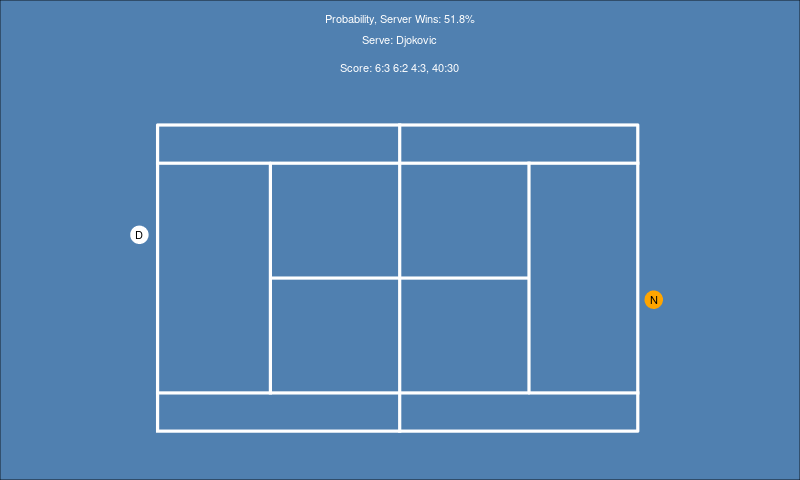 Probability, Server Wins: 51.8%
Serve: Djokovic
Score: 6:3 6:2 4:3, 40:30
D
N